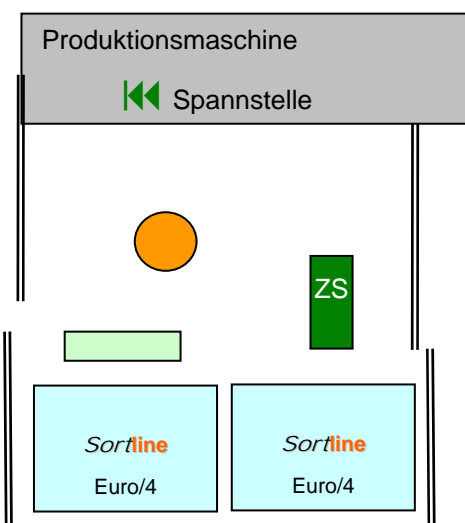 Produktionsmaschine
Spannstelle
ZS
Sortline
Euro/4
Sortline
Euro/4